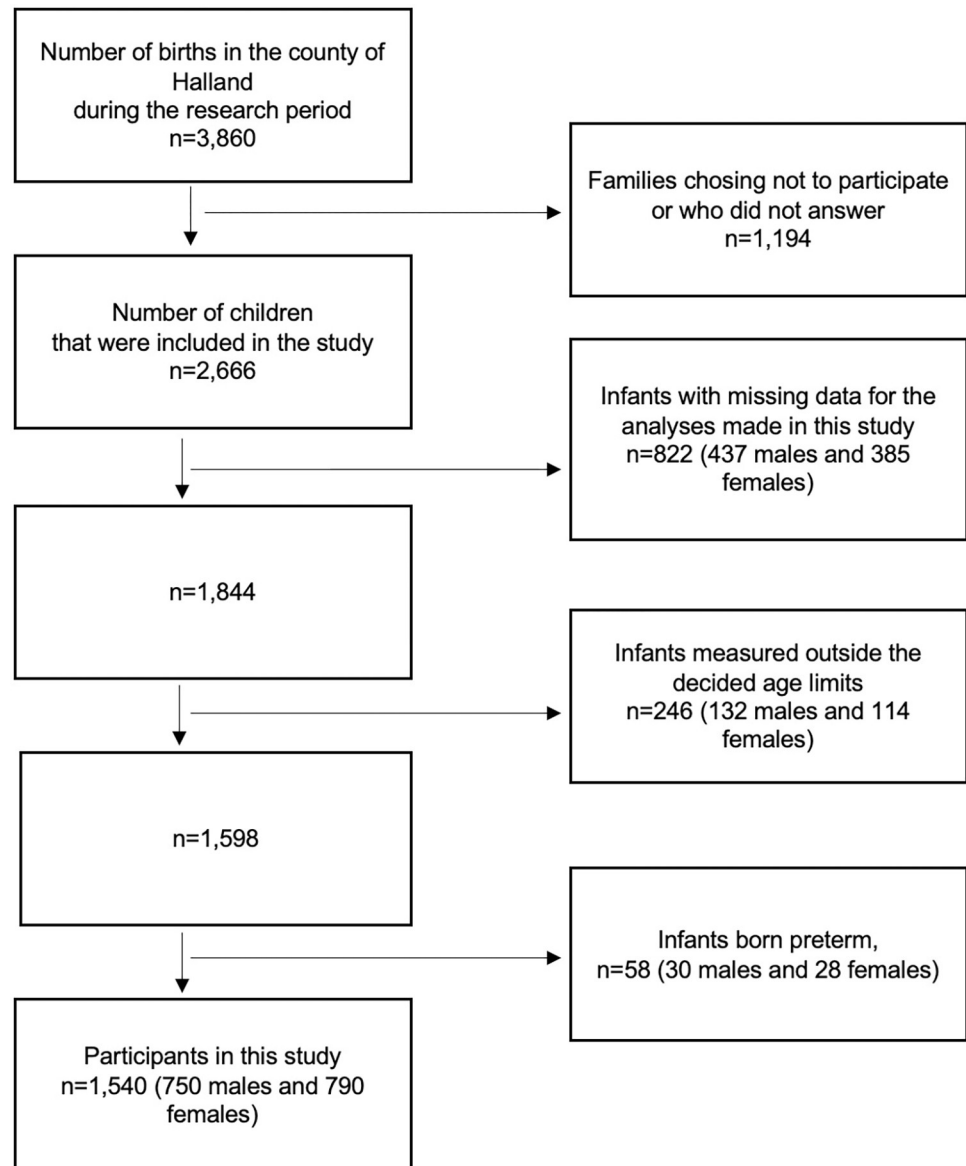 Number of births in the county of
Halland
during the research period
n=3,860
Families chosing not to participate
or who did not answer
n=1,194
Number of children
that were included in the study
n=2,666
Infants with missing data for the
analyses made in this study
n=822 (437 males and 385
females)
n=1,844
Infants measured outside the
decided age limits
n=246 (132 males and 114
females)
n=1,598
Infants born preterm,
n=58 (30 males and 28 females)
Participants in this study
n=1,540 (750 males and 790
females)